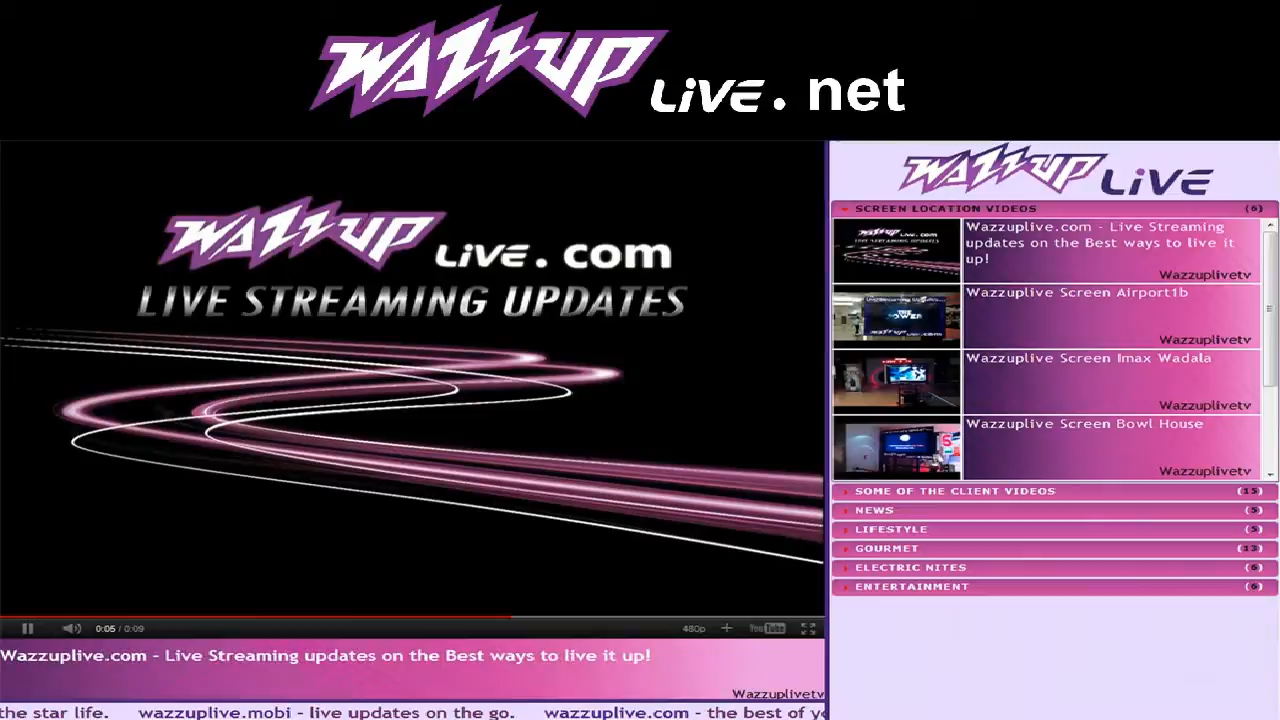 WAZZUP LiVE. net
WAZZUP LiVE. com
LIVE STREAMING UPDATES
0:05 / 0:09
480p
You Tube
Wazzuplive.com - Live Streaming updates on the Best ways to live it up!
Wazzuplivetv
the star life. wazzuplive.mobi - live updates on the go. wazzuplive.com - the best of yo
WAZZUP LiVE
SCREEN LOCATION VIDEOS (6)
Wazzuplive.com - Live Streaming
updates on the Best ways to live it
up!
Wazzuplivetv
Wazzuplive Screen Airport1b
Wazzuplivetv
Wazzuplive Screen Imax Wadala
Wazzuplivetv
Wazzuplive Screen Bowl House
Wazzuplivetv
SOME OF THE CLIENT VIDEOS (15)
NEWS (5)
LIFESTYLE (5)
GOURMET (13)
ELECTRIC NITES (6)
ENTERTAINMENT (6)